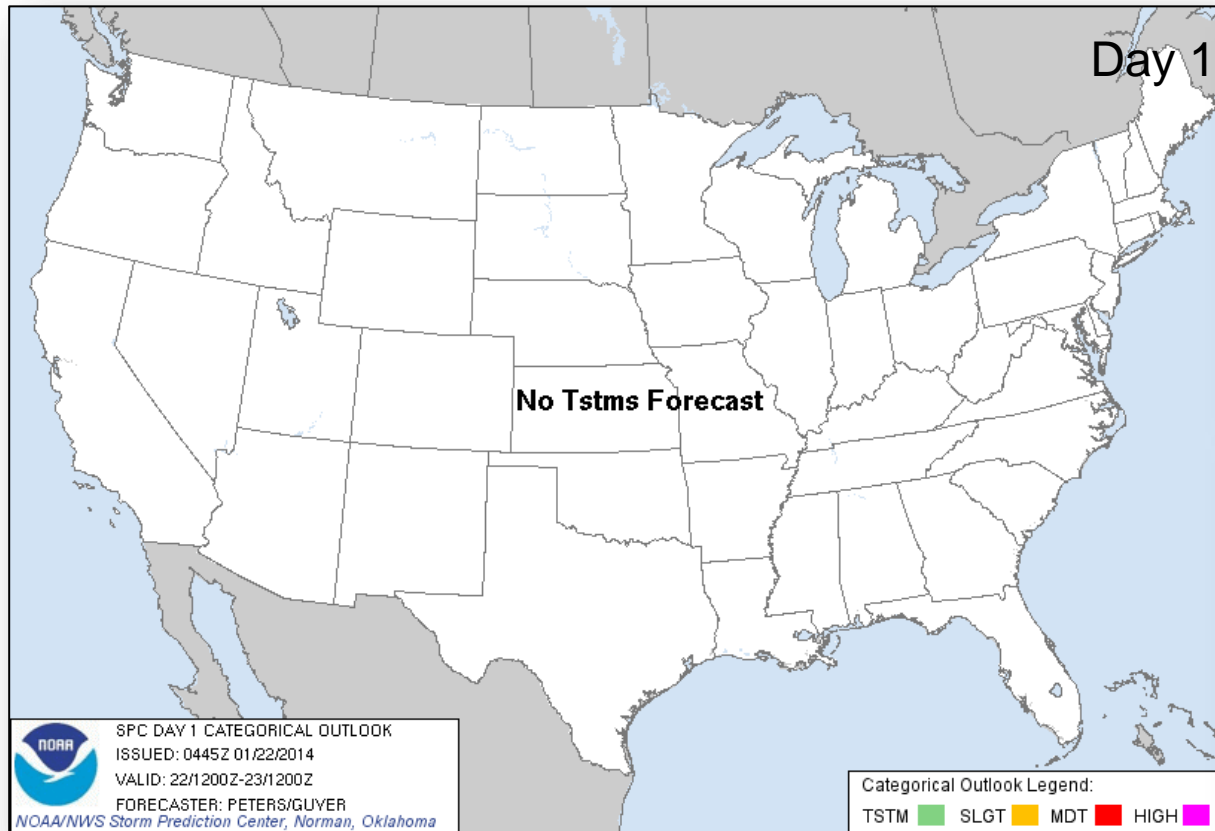 Day 1
No Tstms Forecast
NOAA
SPC DAY 1 CATEGORICAL OUTLOOK
ISSUED: 0445Z 01/22/2014
VALID: 22/1200Z-23/1200Z
FORECASTER: PETERS/GUYER
NOAA/NWS Storm Prediction Center, Norman, Oklahoma
Categorical Outlook Legend:
TSTM SLGT MDT HIGH